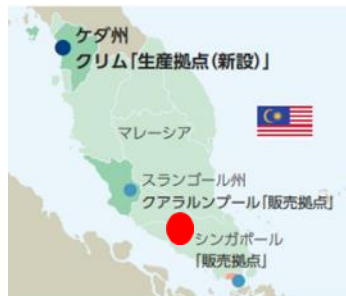 ケダ州
クリム「生産拠点(新設)」
マレーシア
スランゴール州
クアラルンプール「販売拠点」
シンガポール
「販売拠点」